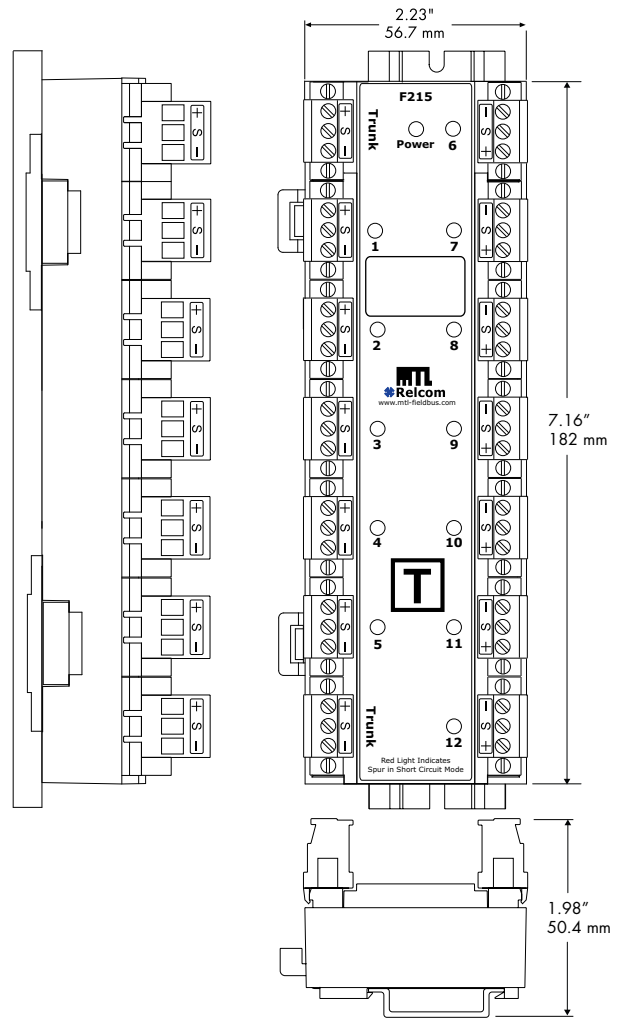 2.23"
56.7 mm
F215
Trunk
Power
6
1
7
2
8
MTL
Relcom
www.mtl-fieldbus.com
3
9
4
10
T
5
11
Trunk
12
Red Light Indicates
Spur in Short Circuit Mode
7.16"
182 mm
1.98"
50.4 mm
+ S −
+ S −
+ S −
+ S −
+ S −
+ S −
+ S −
+ S −
+ S −
+ S −
+ S −
+ S −
+ S −
+ S −
− S +
− S +
− S +
− S +
− S +
− S +
− S +